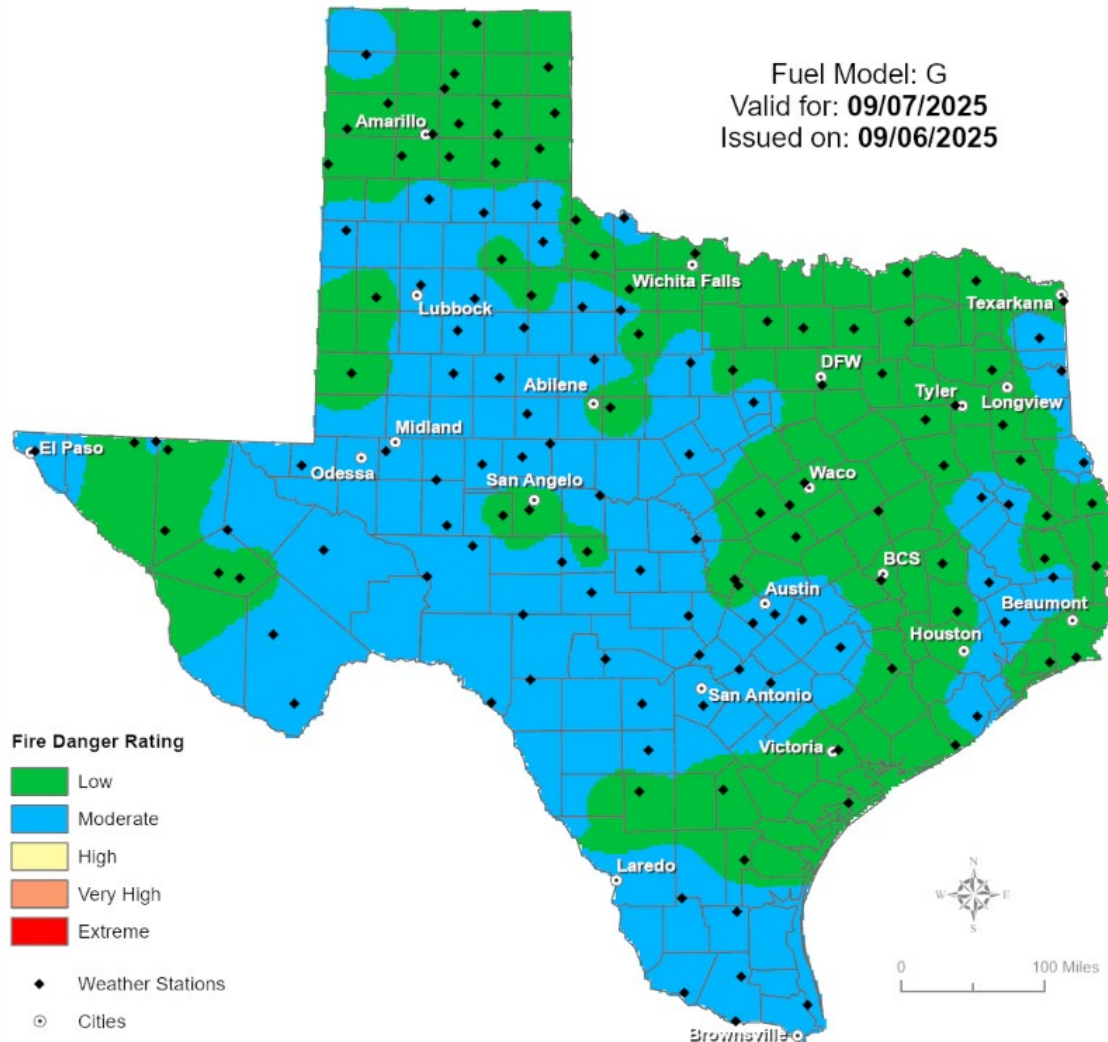 Fuel Model: G
Valid for: 09/07/2025
Issued on: 09/06/2025
Amarillo
Wichita Falls
Lubbock
Texarkana
DFW
Abilene
Tyler
Longview
Midland
El Paso
Odessa
San Angelo
Waco
BCS
Austin
Beaumont
Houston
San Antonio
Victoria
Laredo
Brownsville
Fire Danger Rating
Low
Moderate
High
Very High
Extreme
Weather Stations
Cities
N
W E
S
0 100 Miles